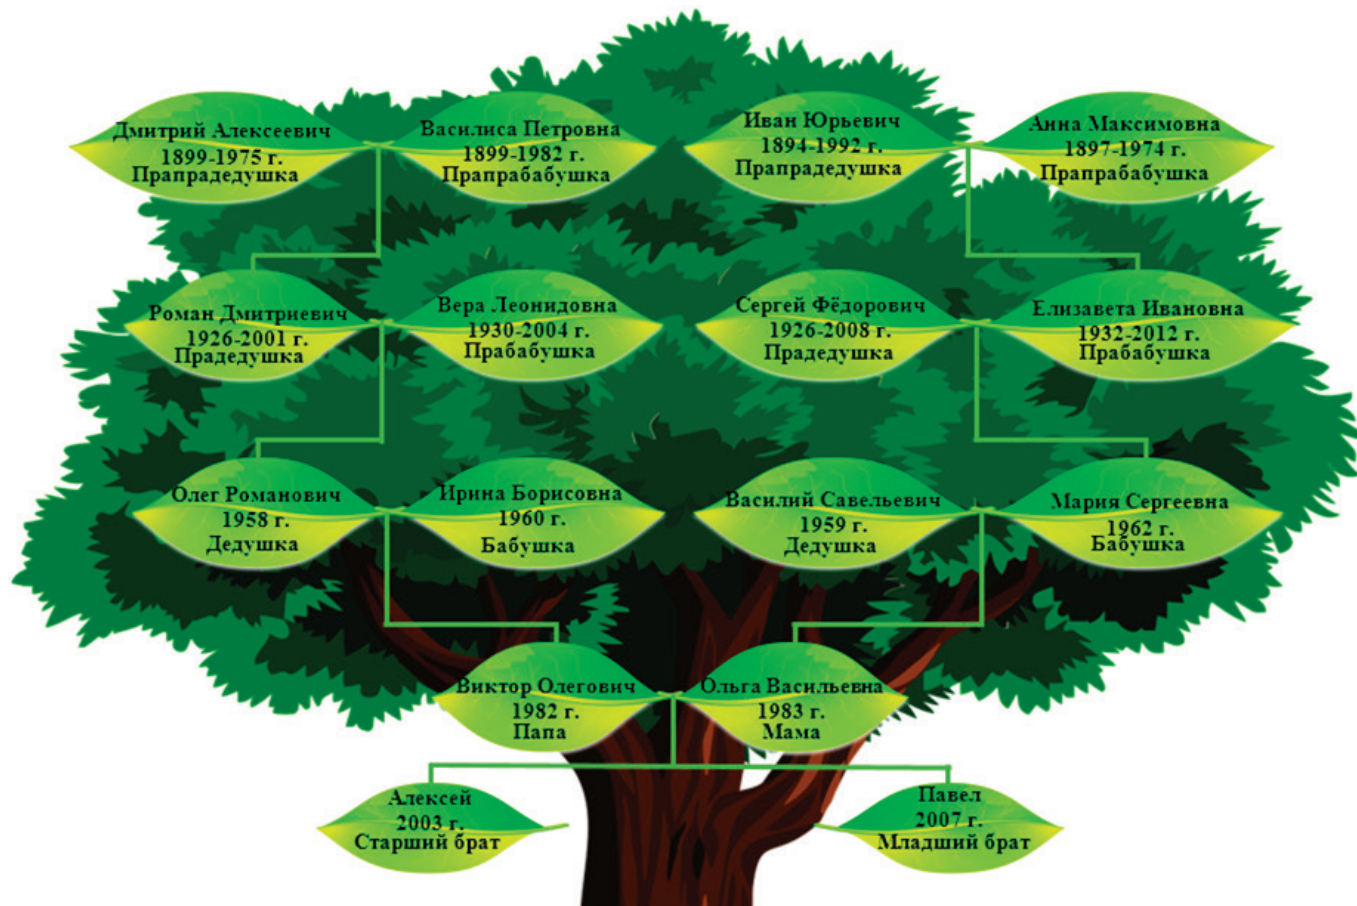 Дмитрий Алексеевич
1899-1975 г.
Прапрадедушка
Василиса Петровна
1899-1982 г.
Прапрабабушка
Иван Юрьевич
1894-1992 г.
Прапрадедушка
Анна Максимовна
1897-1974 г.
Прапрабабушка
Роман Дмитриевич
1926-2001 г.
Прадедушка
Вера Леонидовна
1930-2004 г.
Прабабушка
Сергей Фёдорович
1926-2008 г.
Прадедушка
Елизавета Ивановна
1932-2012 г.
Прабабушка
Олег Романович
1958 г.
Дедушка
Ирина Борисовна
1960 г.
Бабушка
Василий Савельевич
1959 г.
Дедушка
Мария Сергеевна
1962 г.
Бабушка
Виктор Олегович
1982 г.
Папа
Ольга Васильевна
1983 г.
Мама
Алексей
2003 г.
Старший брат
Павел
2007 г.
Младший брат